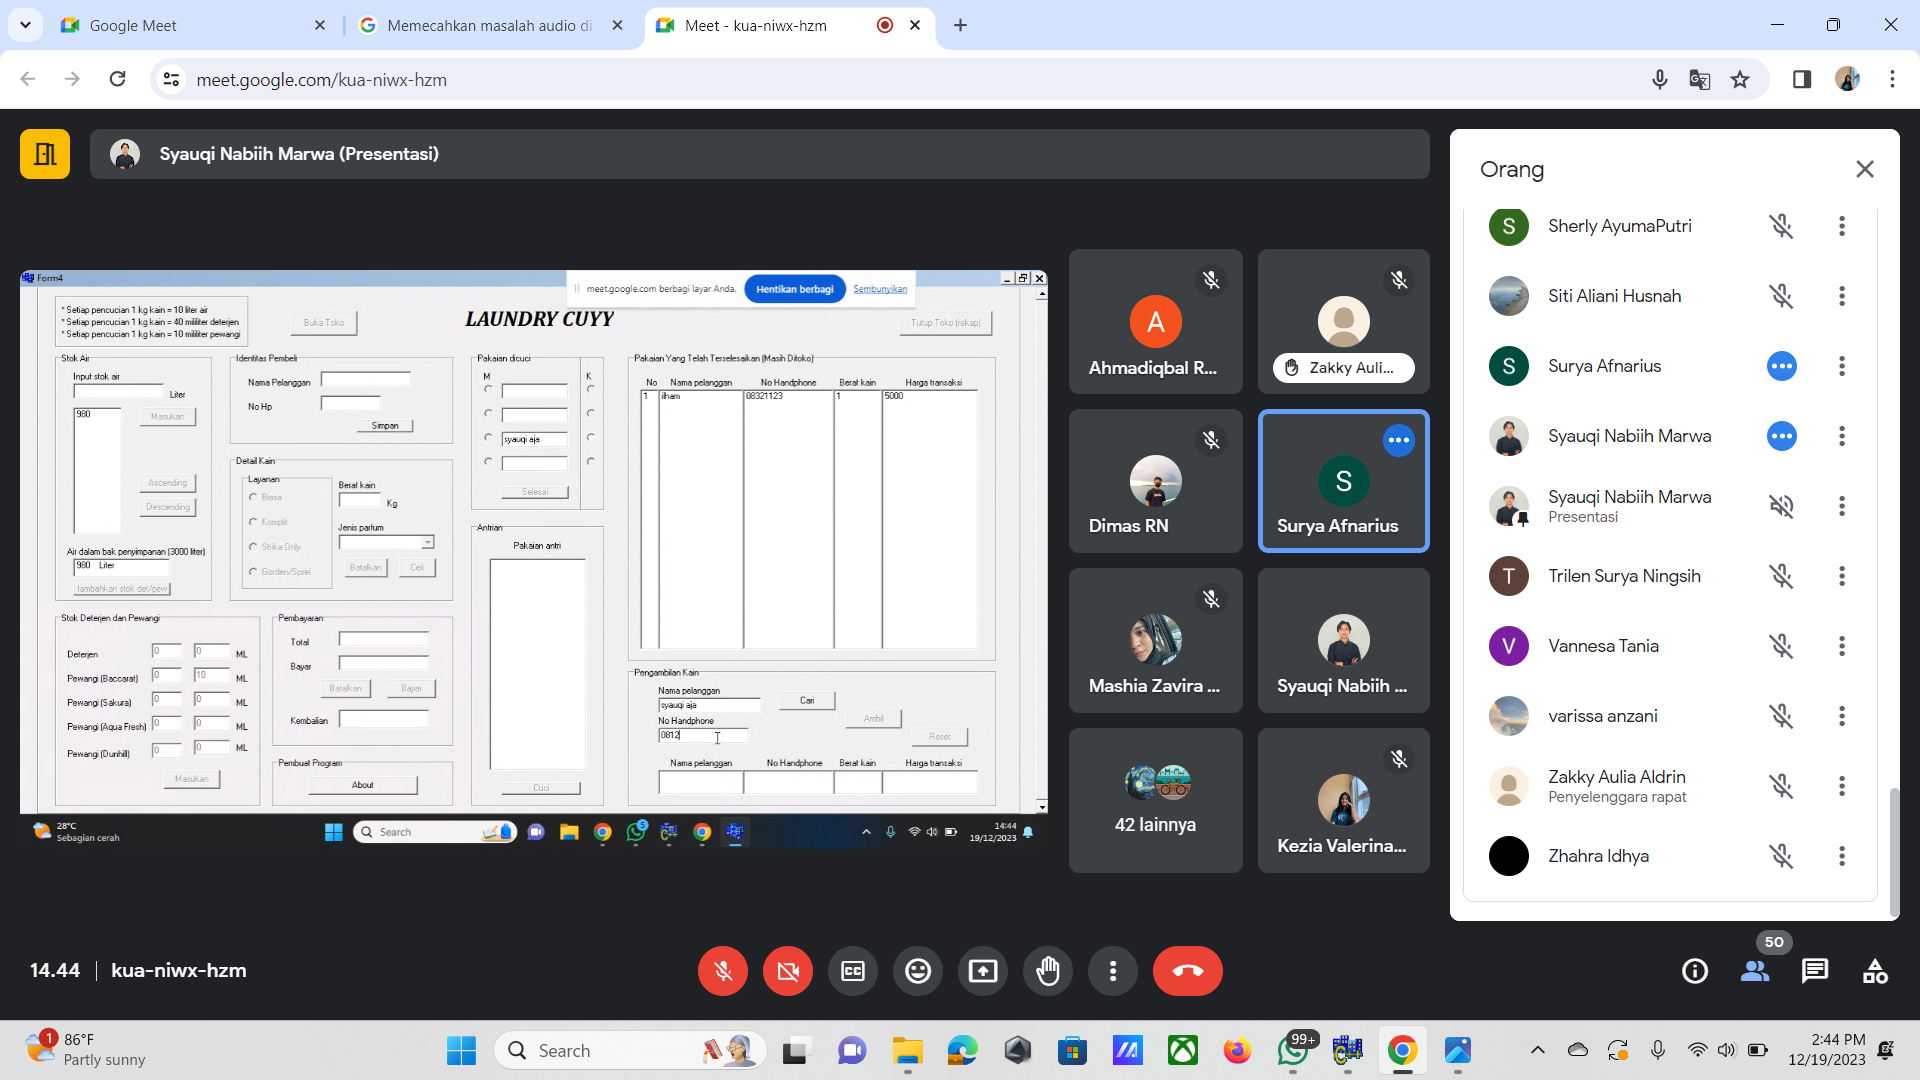 Google Meet
Memecahkan masalah audio di
Meet - kua-niwx-hzm
meet.google.com/kua-niwx-hzm
Syauqi Nabiih Marwa (Presentasi)
Form4
meet.google.com berbagi layar Anda.
Hentikan berbagi
Sembunyikan
* Setiap pencucian 1 kg kain = 10 liter air
* Setiap pencucian 1 kg kain = 40 mililiter deterjen
* Setiap pencucian 1 kg kain = 10 mililiter pewangi
Buka Toko
LAUNDRY CUYY
Tutup Toko (rekap)
Stok Air
Input stok air
Liter
980
Masukan
Ascending
Descending
Air dalam bak penyimpanan (3000 liter)
980 Liter
tambahkan stok det/pew
Identitas Pembeli
Nama Pelanggan
No Hp
Simpan
Detail Kain
Layanan
Biasa
Komplit
Strika Only
Gorden/Sprei
Berat kain
Kg
Jenis parfum
Batalkan
Cek
Pakaian dicuci
M
K
syauqi aja
Selesai
Antrian
Pakaian antri
Cuci
Pakaian Yang Telah Terselesaikan (Masih Ditoko)
No Nama pelanggan No Handphone Berat kain Harga transaksi
1 ilham 08321123 1 5000
Stok Deterjen dan Pewangi
Deterjen 0 0 ML
Pewangi (Baccarat) 0 10 ML
Pewangi (Sakura) 0 0 ML
Pewangi (Aqua Fresh) 0 0 ML
Pewangi (Dunhill) 0 0 ML
Masukan
Pembayaran
Total
Bayar
Batalkan
Bayar
Kembalian
Pembuat Program
About
Pengambilan Kain
Nama pelanggan
syauqi aja
Cari
No Handphone
0812
Ambil
Reset
Nama pelanggan No Handphone Berat kain Harga transaksi
28°C
Sebagian cerah
Search
5
14:44
19/12/2023
A
Ahmadiqbal R...
Zakky Auli...
Dimas RN
S
Surya Afnarius
Mashia Zavira ...
Syauqi Nabiih ...
42 lainnya
Kezia Valerina...
Orang
S
Sherly AyumaPutri
Siti Aliani Husnah
S
Surya Afnarius
Syauqi Nabiih Marwa
Syauqi Nabiih Marwa
Presentasi
T
Trilen Surya Ningsih
V
Vannesa Tania
varissa anzani
Zakky Aulia Aldrin
Penyelenggara rapat
Zhahra Idhya
14.44
kua-niwx-hzm
CC
50
1
86°F
Partly sunny
Search
99+
2:44 PM
12/19/2023